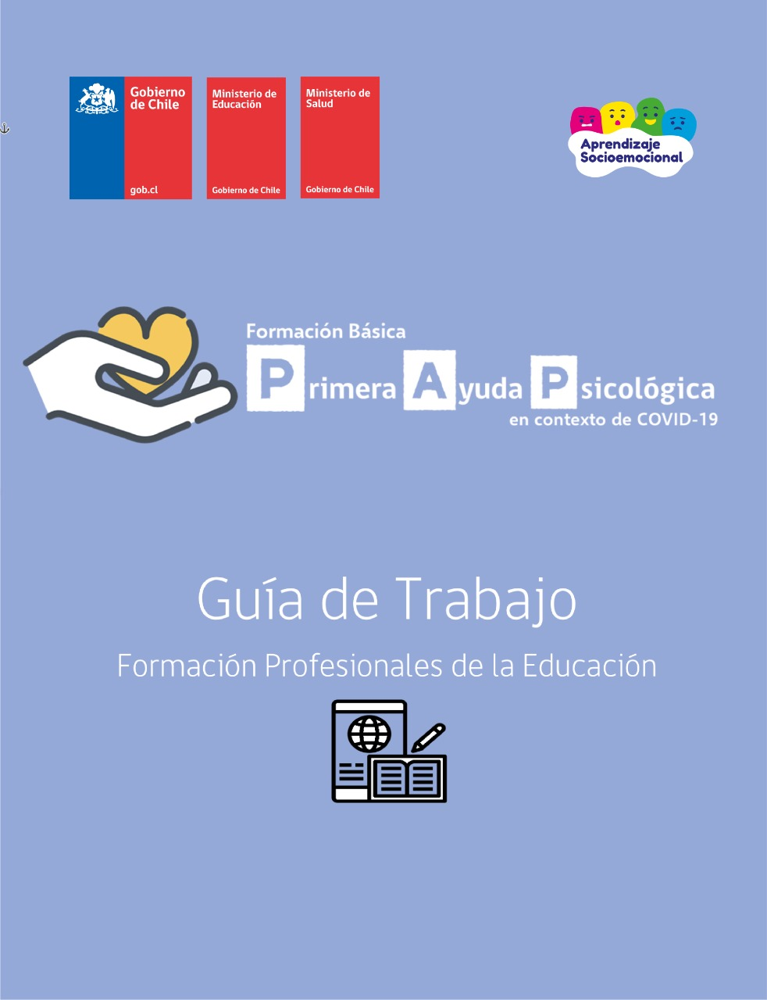 Gobierno
de Chile
gob.cl
Ministerio de
Educación
Gobierno de Chile
Ministerio de
Salud
Gobierno de Chile
Aprendizaje
Socioemocional
Formación Básica
Primera Ayuda Psicológica
en contexto de COVID-19
Guía de Trabajo
Formación Profesionales de la Educación